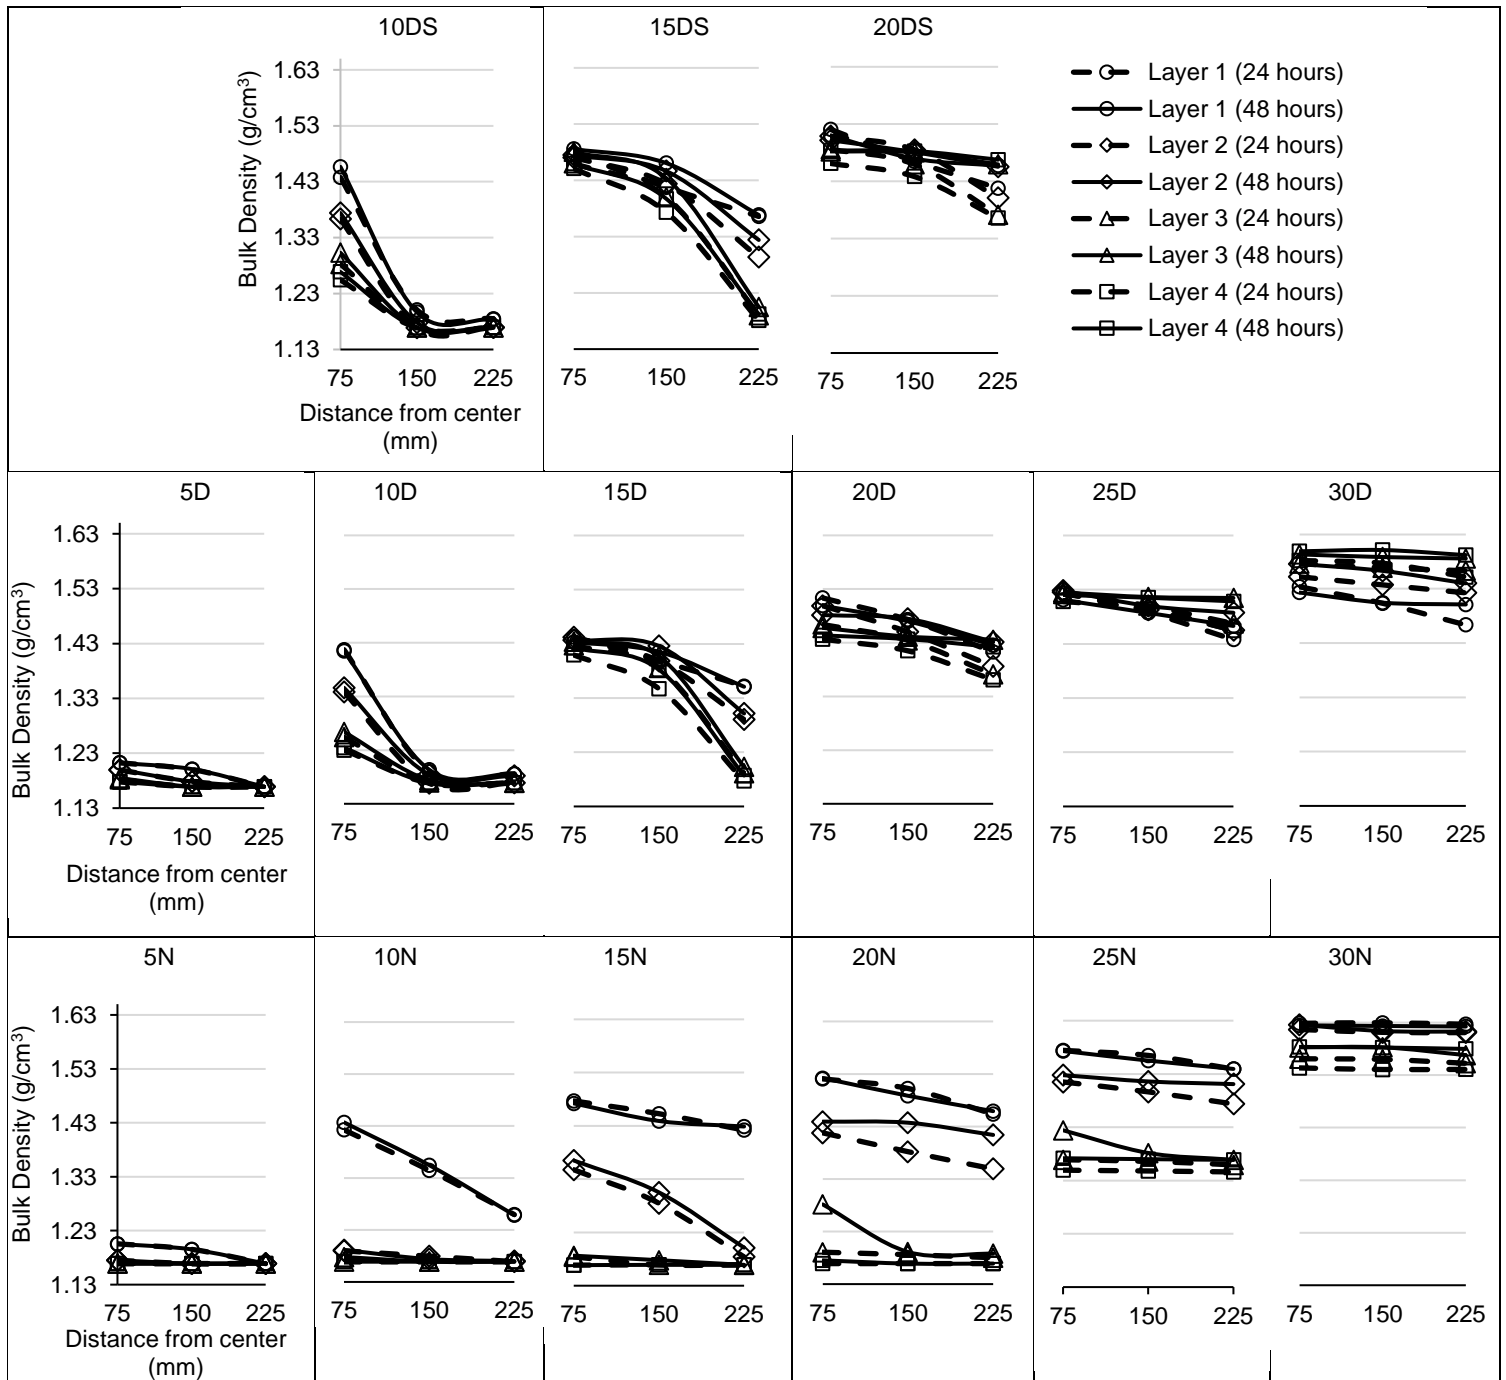 10DS
15DS
20DS
Bulk Density (g/cm³)
1.63
1.53
1.43
1.33
1.23
1.13
75 150 225
75 150 225
75 150 225
Distance from center
(mm)
Layer 1 (24 hours)
Layer 1 (48 hours)
Layer 2 (24 hours)
Layer 2 (48 hours)
Layer 3 (24 hours)
Layer 3 (48 hours)
Layer 4 (24 hours)
Layer 4 (48 hours)
5D
10D
15D
20D
25D
30D
Bulk Density (g/cm³)
1.63
1.53
1.43
1.33
1.23
1.13
75 150 225
75 150 225
75 150 225
75 150 225
75 150 225
75 150 225
Distance from center
(mm)
5N
10N
15N
20N
25N
30N
Bulk Density (g/cm³)
1.63
1.53
1.43
1.33
1.23
1.13
75 150 225
75 150 225
75 150 225
75 150 225
75 150 225
75 150 225
Distance from center
(mm)